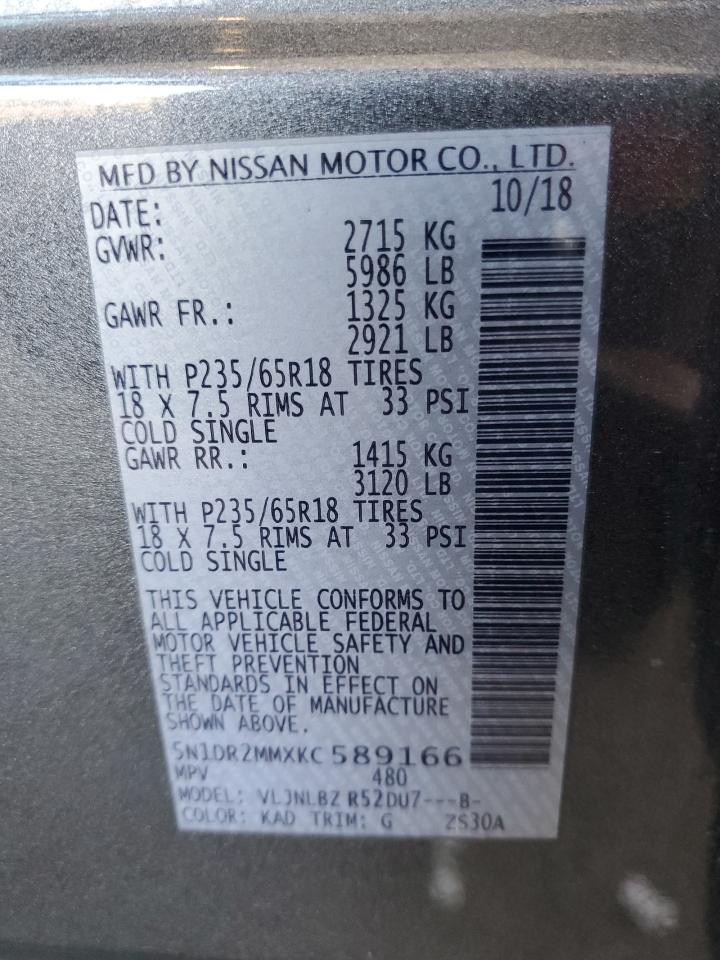 MFD BY NISSAN MOTOR CO., LTD.
DATE: 10/18
GVWR: 2715 KG
5986 LB
GAWR FR.: 1325 KG
2921 LB
WITH P235/65R18 TIRES
18 X 7.5 RIMS AT 33 PSI
COLD SINGLE
GAWR RR.: 1415 KG
3120 LB
WITH P235/65R18 TIRES
18 X 7.5 RIMS AT 33 PSI
COLD SINGLE
THIS VEHICLE CONFORMS TO
ALL APPLICABLE FEDERAL
MOTOR VEHICLE SAFETY AND
THEFT PREVENTION
STANDARDS IN EFFECT ON
THE DATE OF MANUFACTURE
SHOWN ABOVE.
5N1DR2MMXKC589166
MPV 480
MODEL: VLJNLBZ R52DU7---B-
COLOR: KAD TRIM: G ZS30A